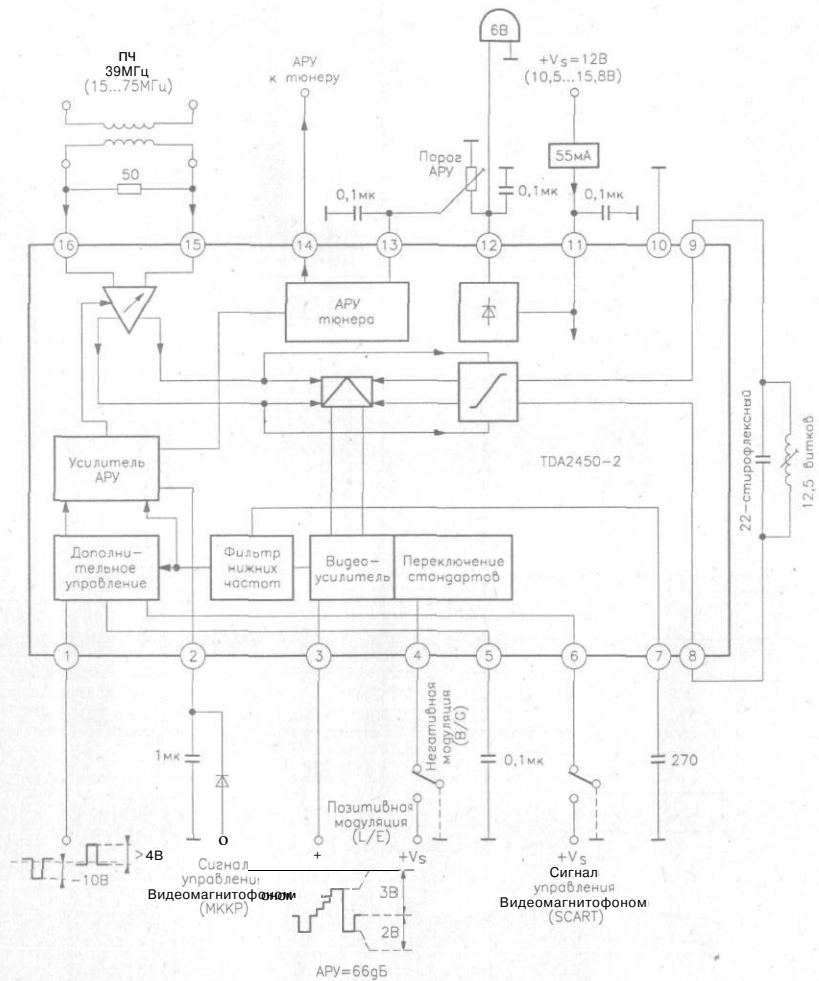 6В
ПЧ
39МГц
(15...75МГц)
АРУ
к тюнеру
+Vs=12В
(10,5...15,8В)
50
0,1мк
Порог
АРУ
0,1мк
55мА
0,1мк
16
15
14
13
12
11
10
9
АРУ
тюнера
TDA2450-2
22-стирофлексный
12,5 витков
Усилитель
АРУ
Дополни-
тельное
управление
Фильтр
нижних
частот
Видео-
усилитель
Переключение
стандартов
1
2
3
4
5
6
7
8
1мк
Негативная
модуляция
(B/G)
0,1мк
270
Позитивная
модуляция
(L/E)
+
+Vs
+Vs
>4В
-10В
Сигнал
управления
Видеомагнитофоном
(МККР)
3В
2В
АРУ=66дБ
Сигнал
управления
Видеомагнитофоном
(SCART)